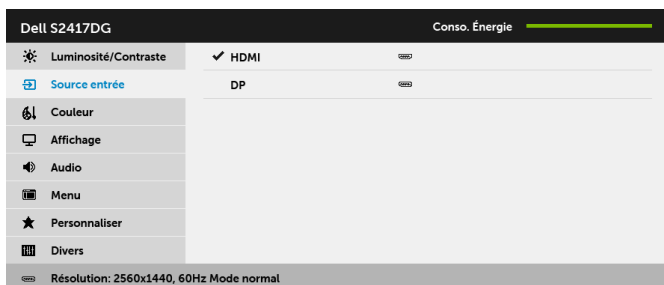 Dell S2417DG Conso. Énergie
Luminosité/Contraste HDMI
Source entrée DP
Couleur
Affichage
Audio
Menu
Personnaliser
Divers
Résolution: 2560x1440, 60Hz Mode normal